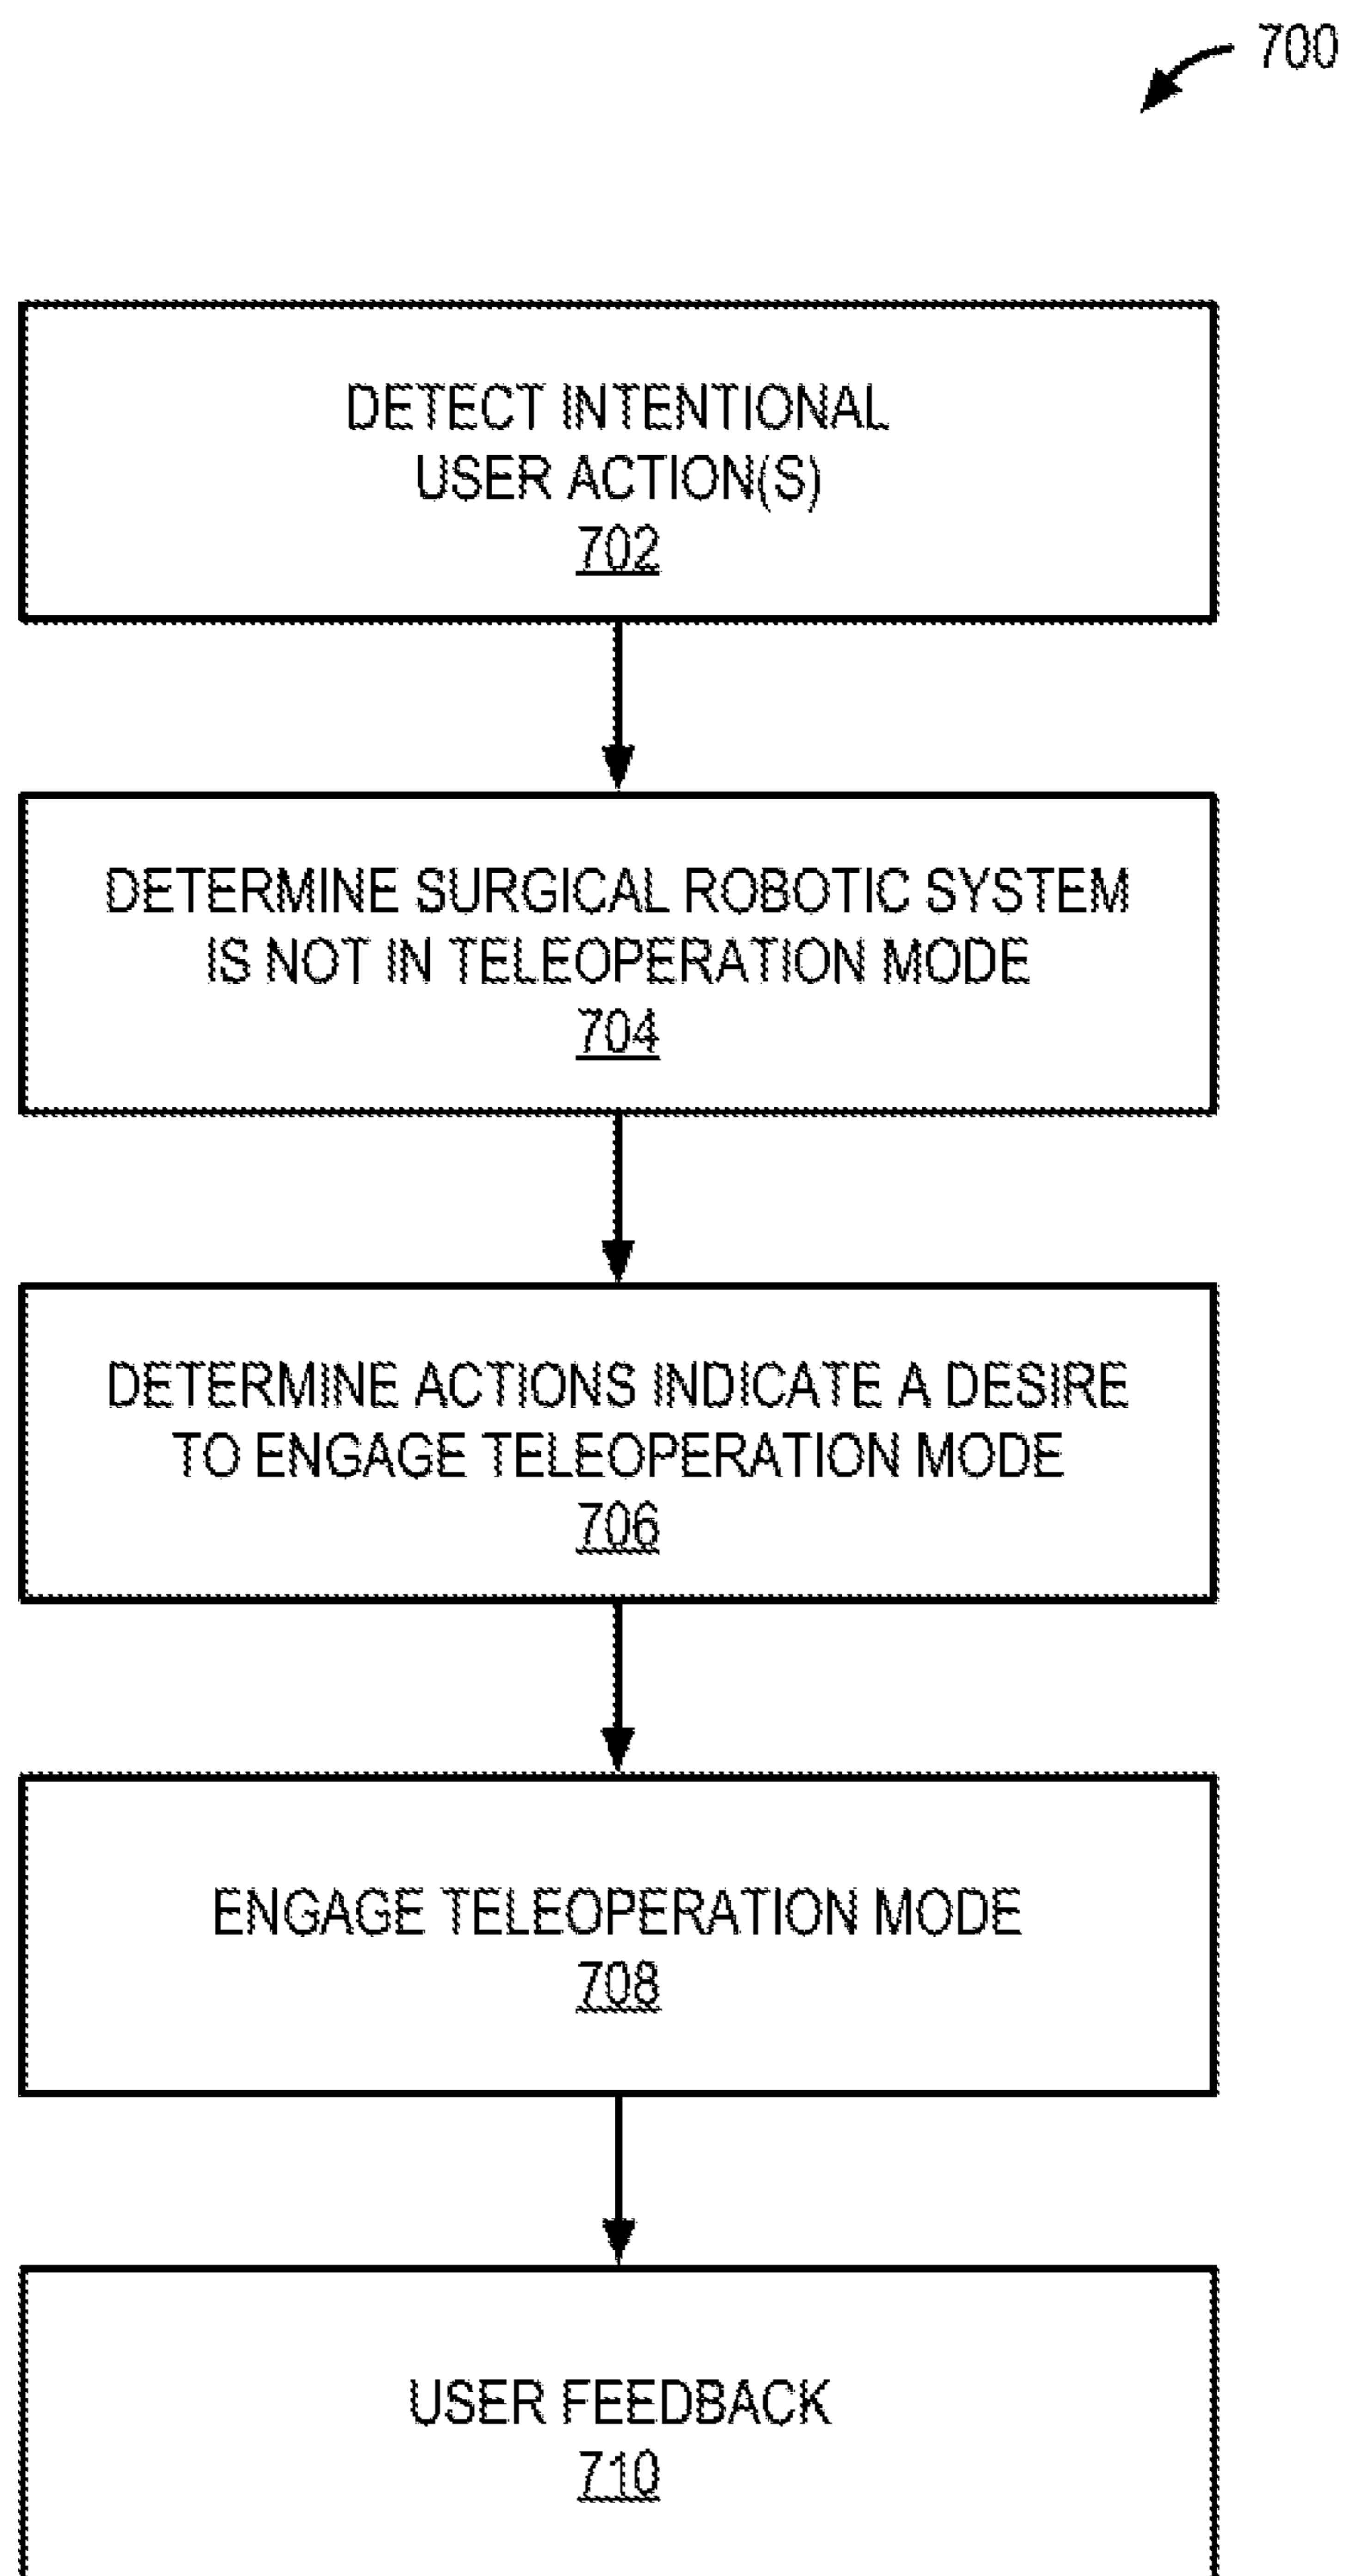 700
DETECT INTENTIONAL
USER ACTION(S)
702
DETERMINE SURGICAL ROBOTIC SYSTEM
IS NOT IN TELEOPERATION MODE
704
DETERMINE ACTIONS INDICATE A DESIRE
TO ENGAGE TELEOPERATION MODE
706
ENGAGE TELEOPERATION MODE
708
USER FEEDBACK
710